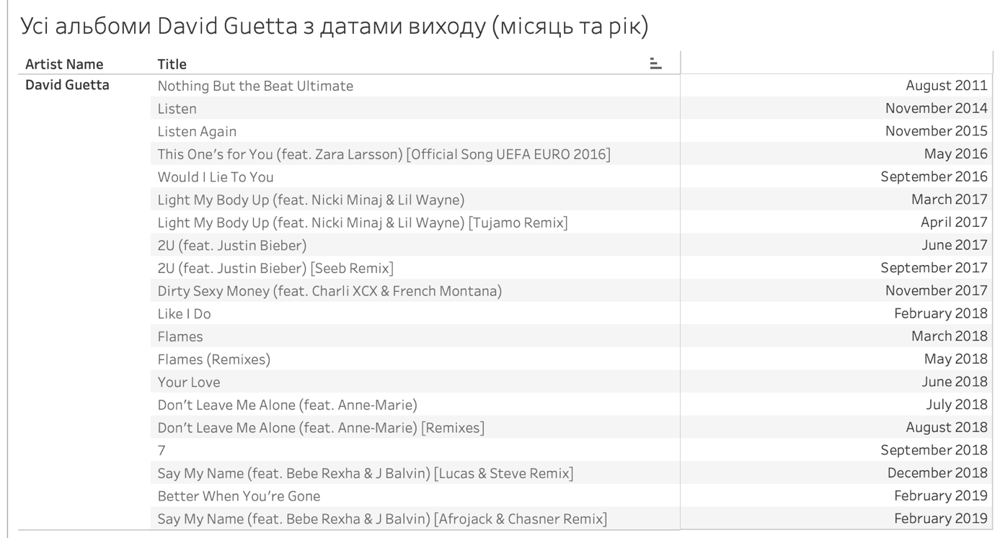 Усі альбоми David Guetta з датами виходу (місяць та рік)
Artist Name Title
David Guetta Nothing But the Beat Ultimate August 2011
Listen November 2014
Listen Again November 2015
This One’s for You (feat. Zara Larsson) [Official Song UEFA EURO 2016] May 2016
Would I Lie To You September 2016
Light My Body Up (feat. Nicki Minaj & Lil Wayne) March 2017
Light My Body Up (feat. Nicki Minaj & Lil Wayne) [Tujamo Remix] April 2017
2U (feat. Justin Bieber) June 2017
2U (feat. Justin Bieber) [Seeb Remix] September 2017
Dirty Sexy Money (feat. Charli XCX & French Montana) November 2017
Like I Do February 2018
Flames March 2018
Flames (Remixes) May 2018
Your Love June 2018
Don’t Leave Me Alone (feat. Anne-Marie) July 2018
Don’t Leave Me Alone (feat. Anne-Marie) [Remixes] August 2018
7 September 2018
Say My Name (feat. Bebe Rexha & J Balvin) [Lucas & Steve Remix] December 2018
Better When You’re Gone February 2019
Say My Name (feat. Bebe Rexha & J Balvin) [Afrojack & Chasner Remix] February 2019